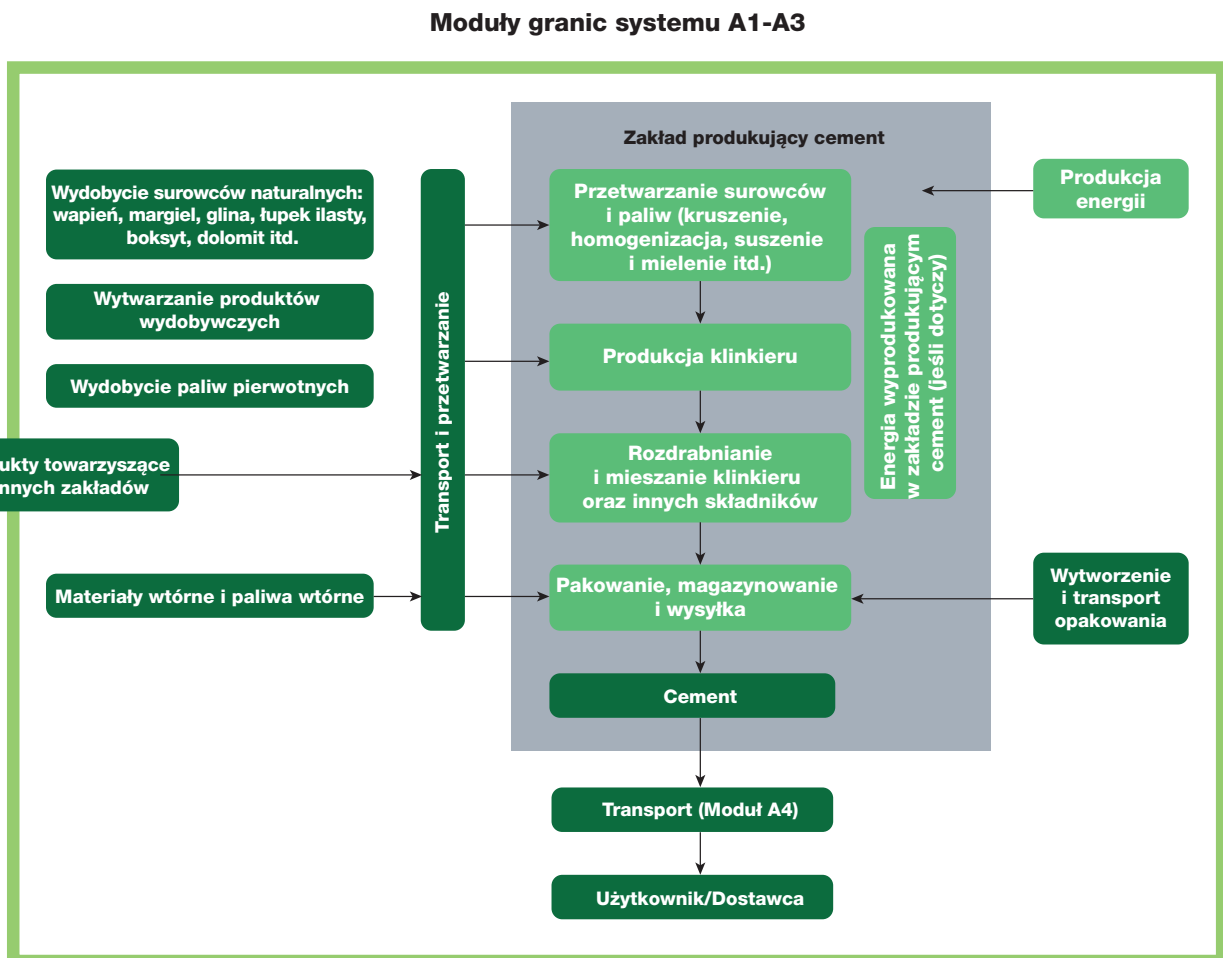 Moduły granic systemu A1-A3
Zakład produkujący cement
Wydobycie surowców naturalnych:
wapień, margiel, glina, łupek ilasty,
boksyt, dolomit itd.
Wytwarzanie produktów
wydobywczych
Wydobycie paliw pierwotnych
towarzyszące
zakładów
Materiały wtórne i paliwa wtórne
Transport i przetwarzanie
Przetwarzanie surowców
i paliw (kruszenie,
homogenizacja, suszenie
i mielenie itd.)
Produkcja klinkieru
Rozdrabnianie
i mieszanie klinkieru
oraz innych składników
Pakowanie, magazynowanie
i wysyłka
Cement
Transport (Moduł A4)
Użytkownik/Dostawca
Energia wyprodukowana
w zakładzie produkującym
cement (jeśli dotyczy)
Produkcja
energii
Wytworzenie
i transport
opakowania